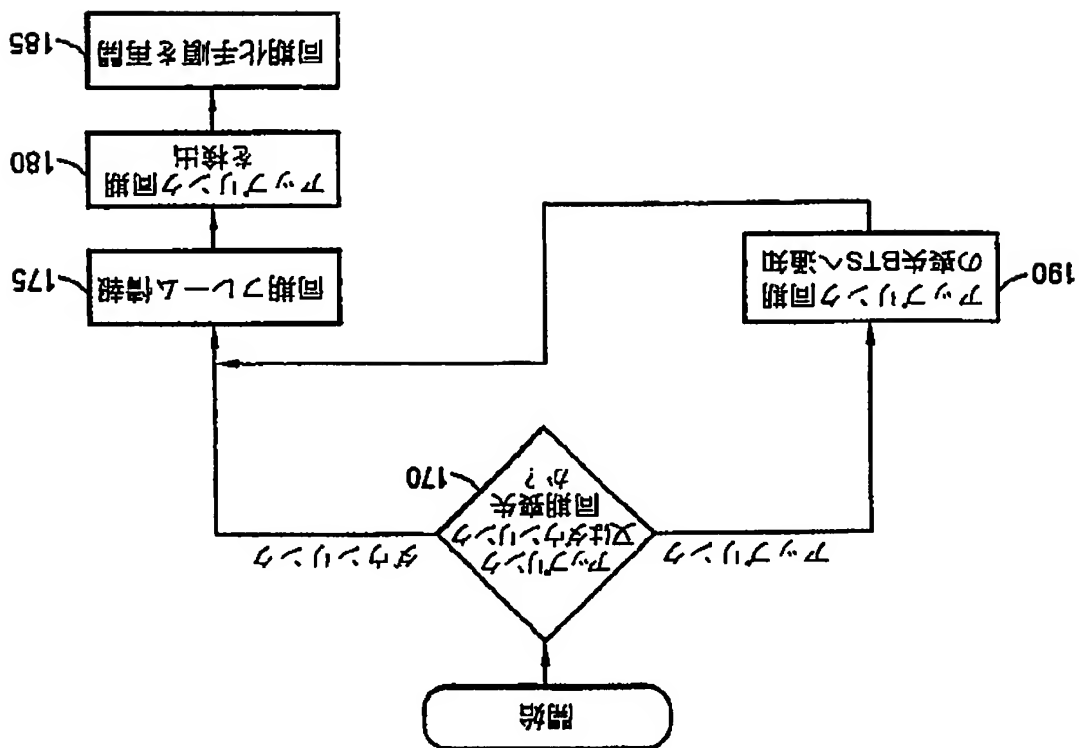 開始
アップリンク
又はダウンリンク
同期喪失
か?
170
アップリンク
ダウンリンク
アップリンク同期
の喪失BTSへ通知
190
同期フレーム情報
175
アップリンク同期
を検出
180
同期化手順を再開
185